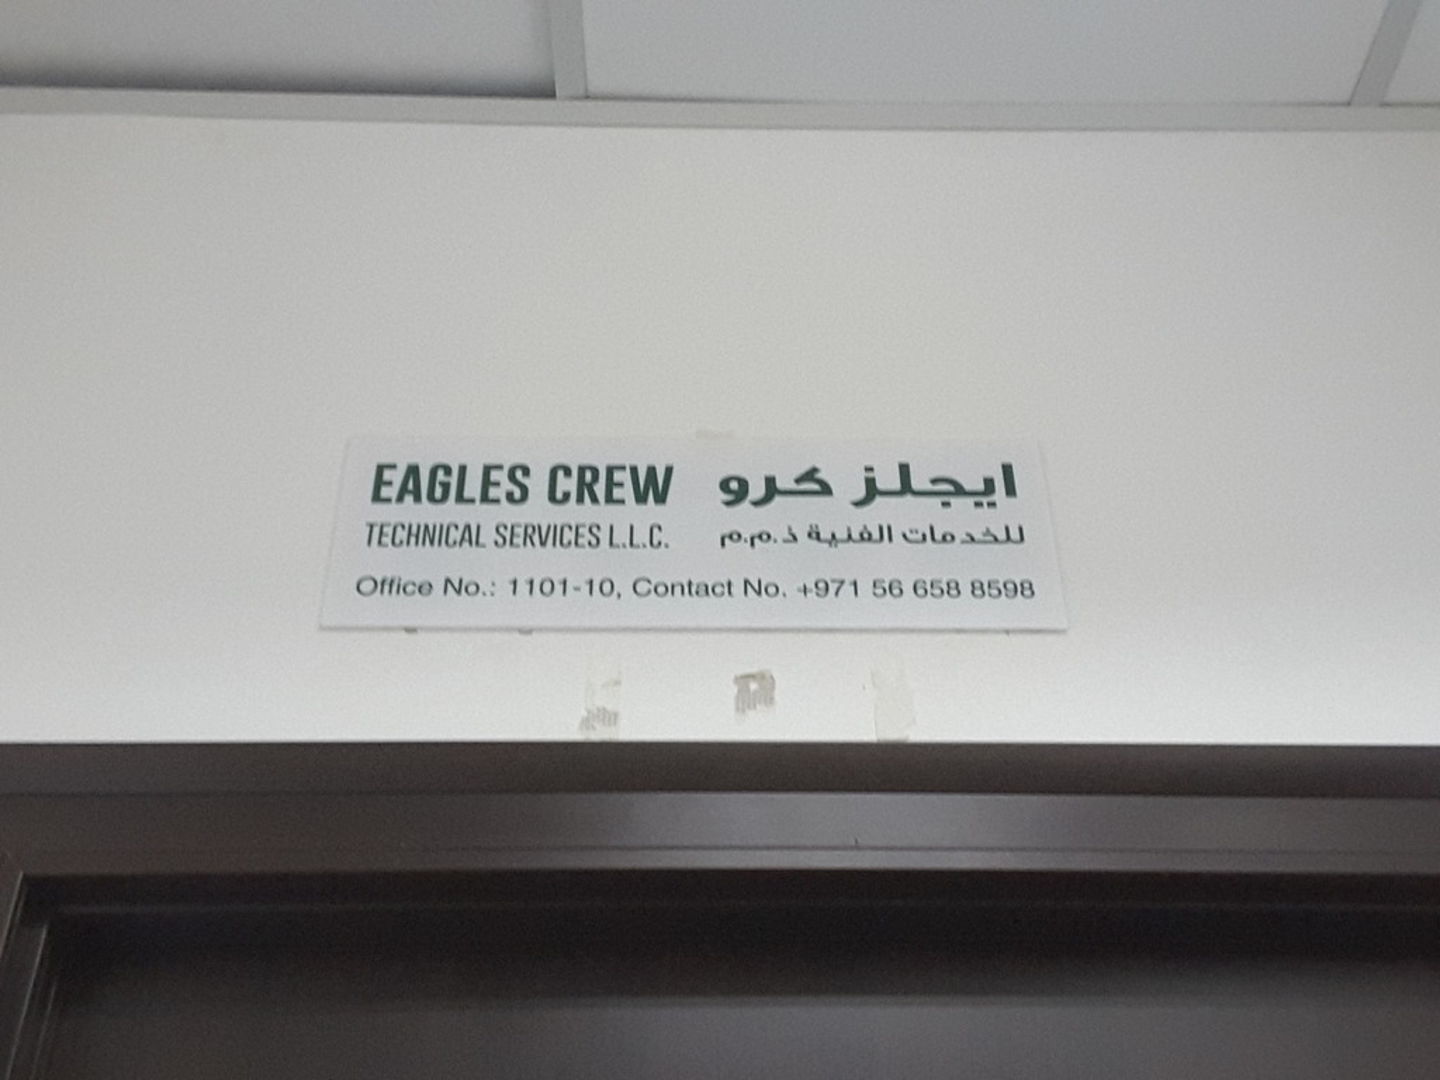 EAGLES CREW
ايجلز كرو
TECHNICAL SERVICES L.L.C.
للخدمات الفنية ذ.م.م
Office No.: 1101-10, Contact No. +971 56 658 8598